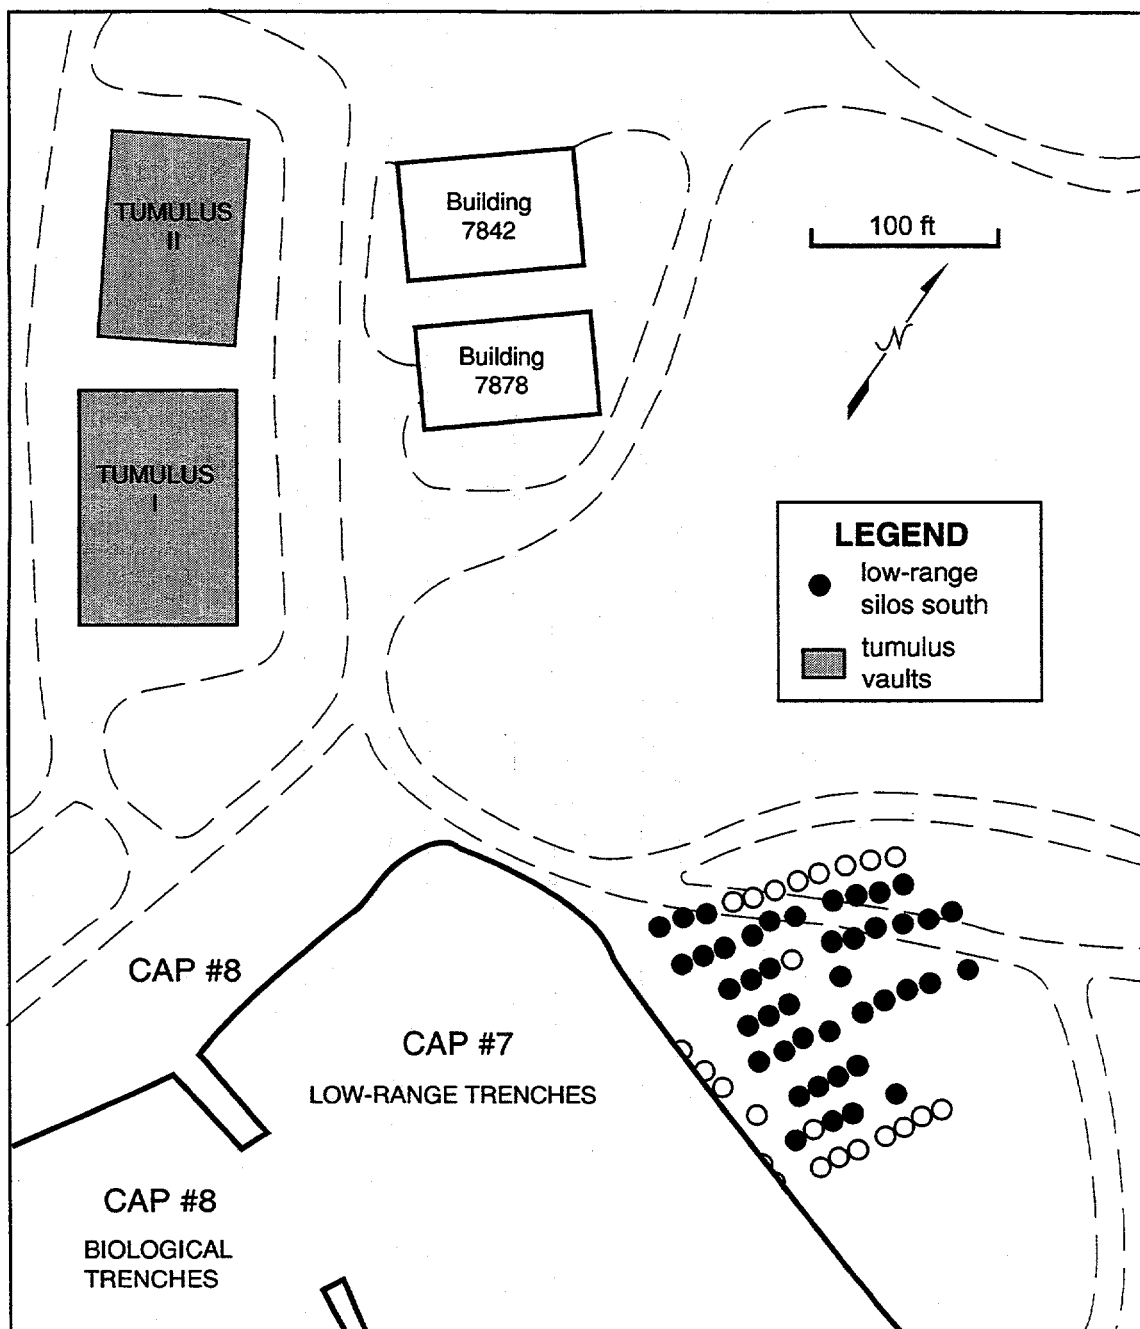 TUMULUS
II
Building
7842
100 ft
N
Building
7878
TUMULUS
I
LEGEND
low-range
silos south
tumulus
vaults
CAP #8
CAP #7
LOW-RANGE TRENCHES
CAP #8
BIOLOGICAL
TRENCHES